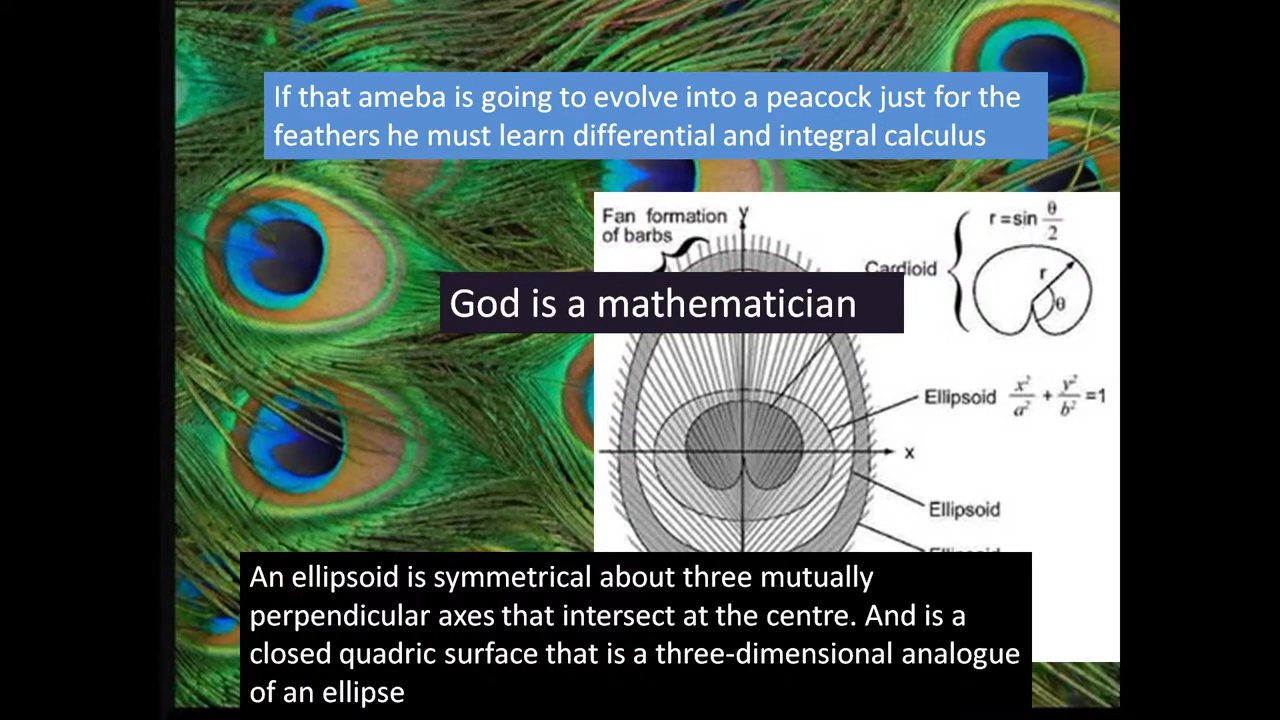 If that ameba is going to evolve into a peacock just for the
feathers he must learn differential and integral calculus
Fan formation
of barbs
y
r = sin θ/2
Cardioid
r
θ
God is a mathematician
Ellipsoid x²/a² + y²/b² = 1
x
Ellipsoid
Ellipsoid
An ellipsoid is symmetrical about three mutually
perpendicular axes that intersect at the centre. And is a
closed quadric surface that is a three-dimensional analogue
of an ellipse